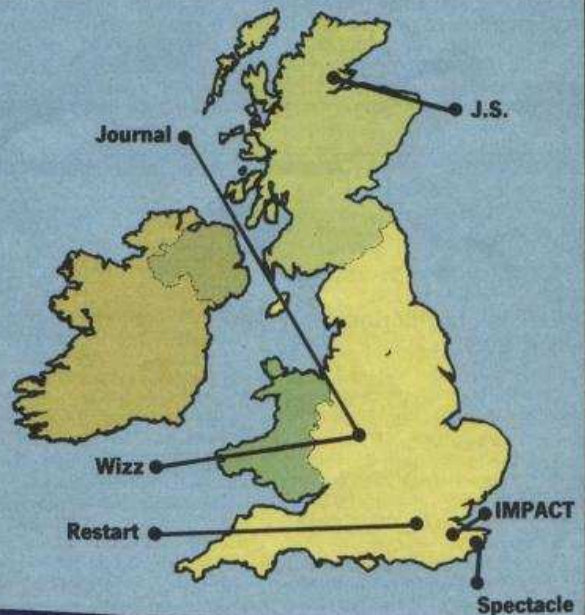 J.S.
Journal
Wizz
Restart
IMPACT
Spectacle